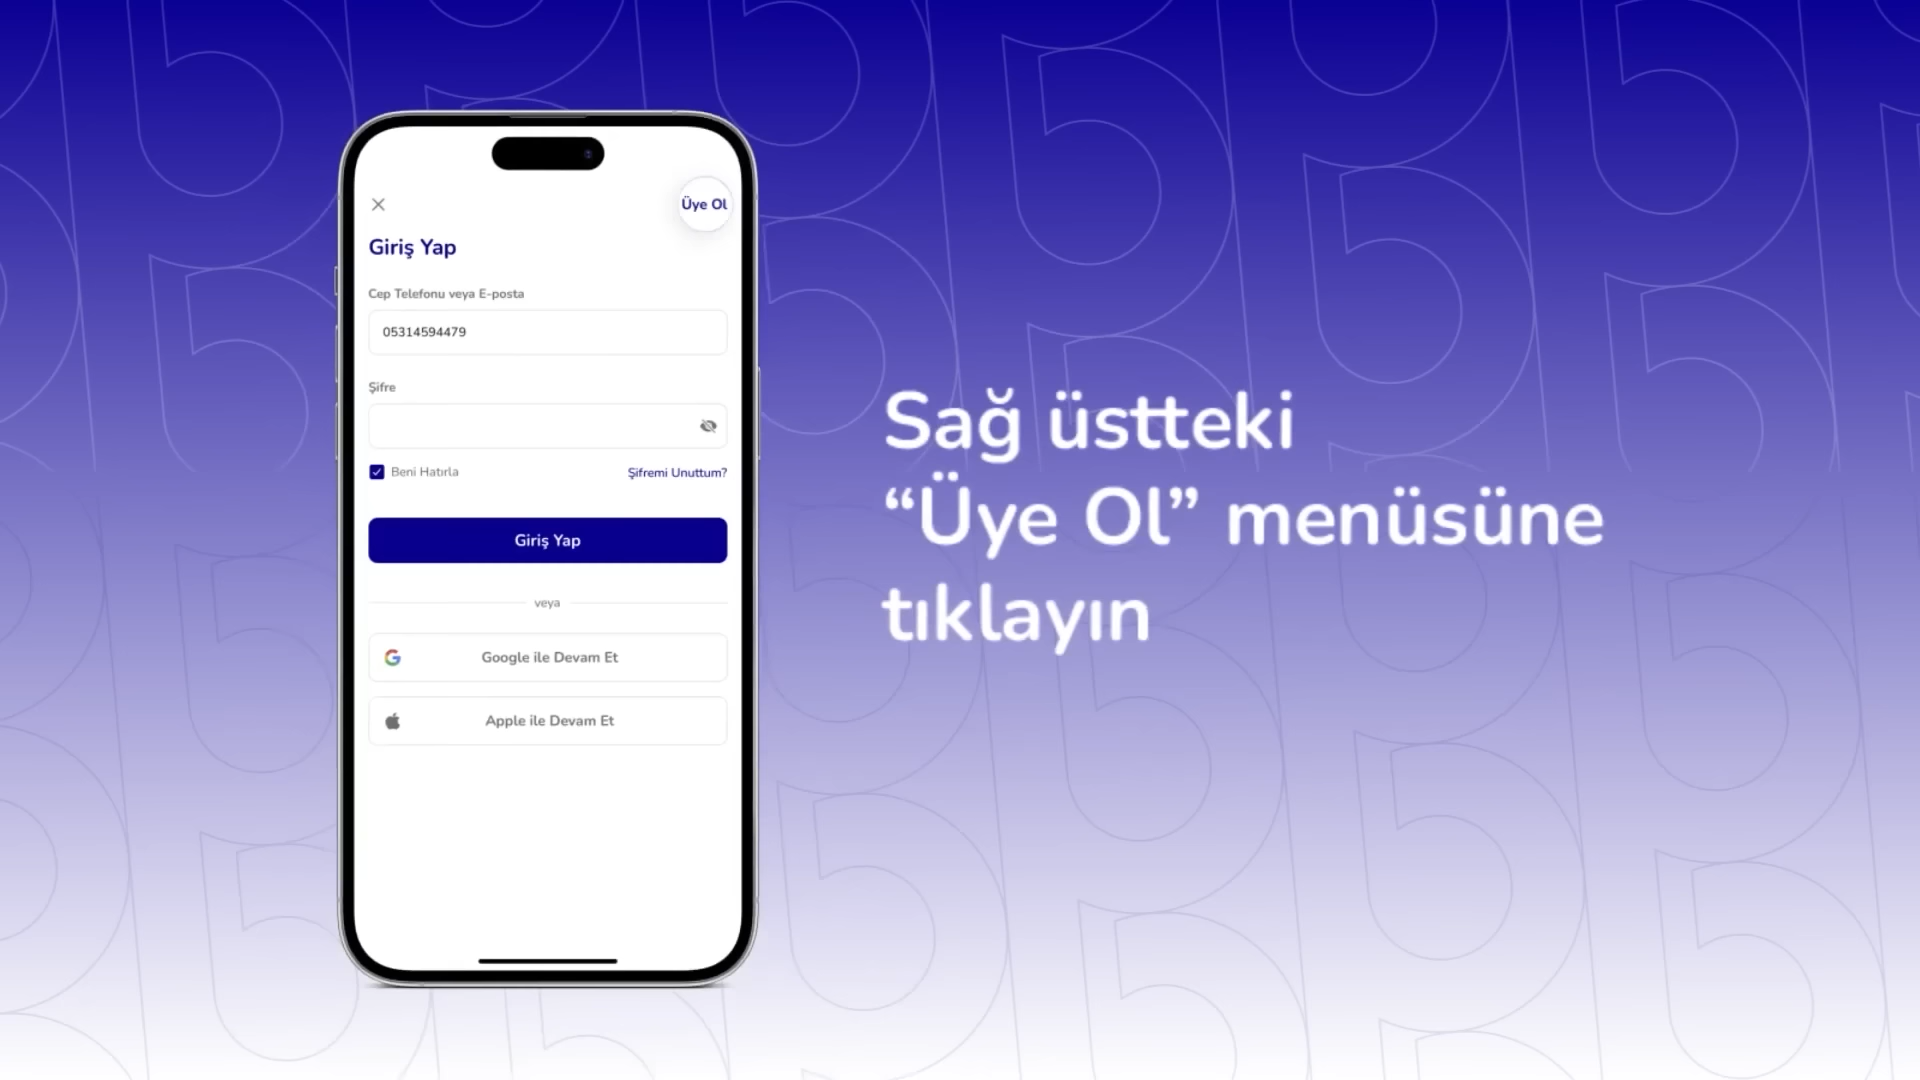 Üye Ol
Giriş Yap
Cep Telefonu veya E-posta
05314594479
Şifre
Beni Hatırla
Şifremi Unuttum?
Giriş Yap
veya
Google ile Devam Et
Apple ile Devam Et
Sağ üstteki
“Üye Ol” menüsüne
tıklayın